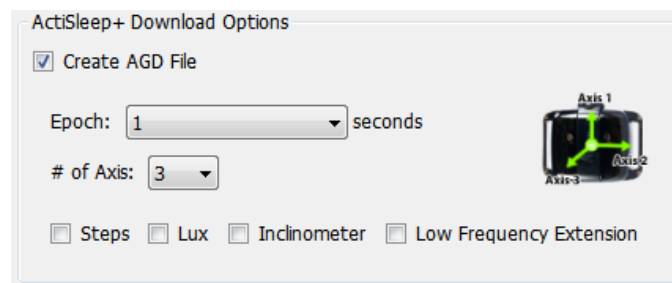 ActiSleep+ Download Options
Create AGD File
Axis 1
Epoch: 1 seconds
Axis 2
# of Axis: 3
Axis 3
Steps Lux Inclinometer Low Frequency Extension